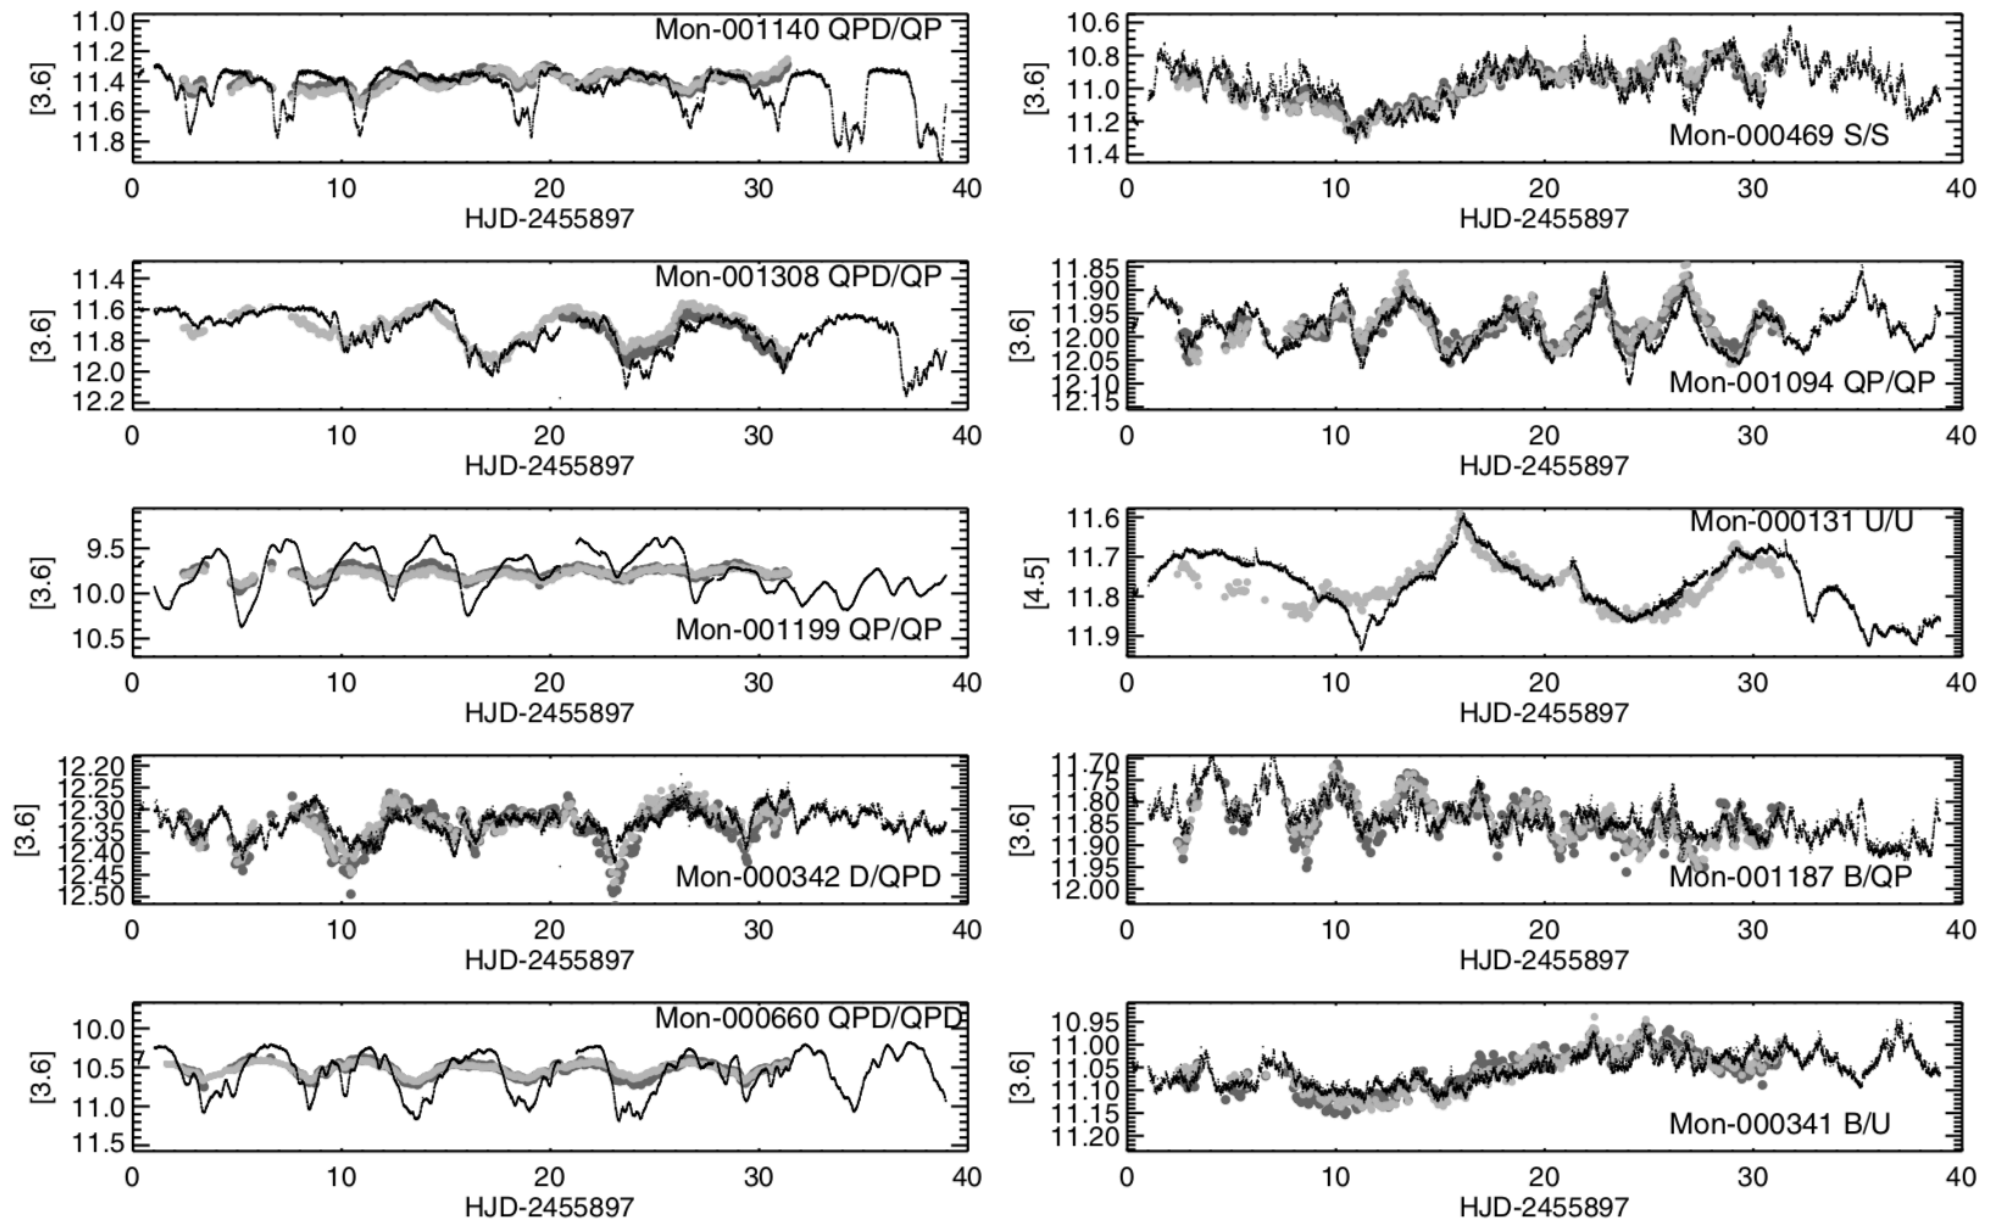 Mon-001140 QPD/QP
[3.6]
11.0
11.2
11.4
11.6
11.8
0 10 20 30 40
HJD-2455897
Mon-000469 S/S
[3.6]
10.6
10.8
11.0
11.2
11.4
0 10 20 30 40
HJD-2455897
Mon-001308 QPD/QP
[3.6]
11.4
11.6
11.8
12.0
12.2
0 10 20 30 40
HJD-2455897
Mon-001094 QP/QP
[3.6]
11.85
11.90
11.95
12.00
12.05
12.10
12.15
0 10 20 30 40
HJD-2455897
Mon-001199 QP/QP
[3.6]
9.5
10.0
10.5
0 10 20 30 40
HJD-2455897
Mon-000131 U/U
[4.5]
11.6
11.7
11.8
11.9
0 10 20 30 40
HJD-2455897
Mon-000342 D/QPD
[3.6]
12.20
12.25
12.30
12.35
12.40
12.45
12.50
0 10 20 30 40
HJD-2455897
Mon-001187 B/QP
[3.6]
11.70
11.75
11.80
11.85
11.90
11.95
12.00
0 10 20 30 40
HJD-2455897
Mon-000660 QPD/QPD
[3.6]
10.0
10.5
11.0
11.5
0 10 20 30 40
HJD-2455897
Mon-000341 B/U
[3.6]
10.95
11.00
11.05
11.10
11.15
11.20
0 10 20 30 40
HJD-2455897